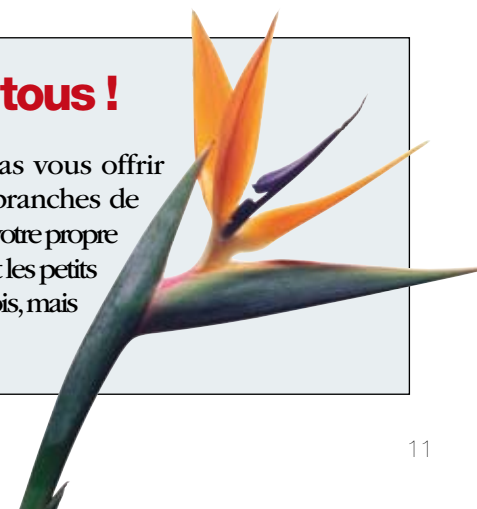 tous !
as vous offrir
branches de
votre propre
t les petits
ois, mais
11